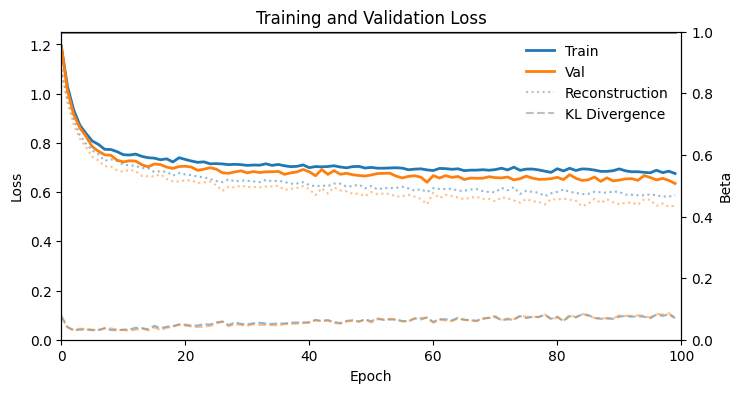 Training and Validation Loss
Train
Val
Reconstruction
KL Divergence
Loss
1.2
1.0
0.8
0.6
0.4
0.2
0.0
Beta
1.0
0.8
0.6
0.4
0.2
0.0
0 20 40 60 80 100
Epoch